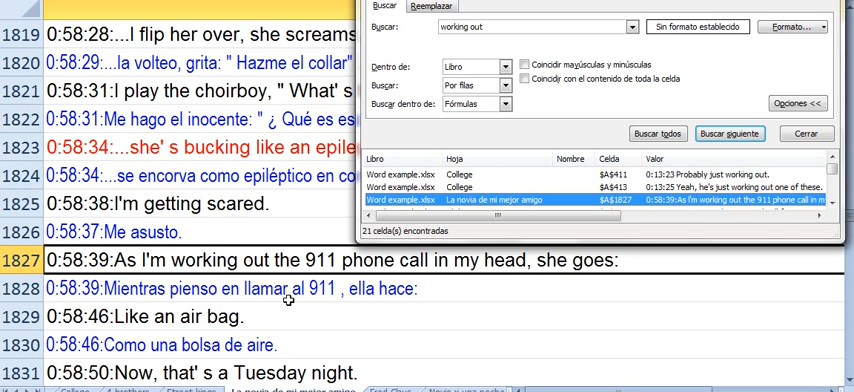 Buscar Reemplazar
Buscar: working out Sin formato establecido Formato...
Dentro de: Libro Coincidir mayúsculas y minúsculas
Coincidir con el contenido de toda la celda
Buscar: Por filas
Buscar dentro de: Fórmulas
Opciones <<
Buscar todos Buscar siguiente Cerrar
Libro Hoja Nombre Celda Valor
Word example.xlsx College $A$411 0:13:23 Probably just working out.
Word example.xlsx College $A$413 0:13:25 Yeah, he's just working out one of these.
Word example.xlsx La novia de mi mejor amigo $A$1827 0:58:39:As I'm working out the 911 phone call in m
21 celda(s) encontradas
1819 0:58:28:...I flip her over, she screams
1820 0:58:29:...la volteo, grita: " Hazme el collar"
1821 0:58:31:I play the choirboy, " What' s
1822 0:58:31:Me hago el inocente: " ¿ Qué es es
1823 0:58:34:...she' s bucking like an epile
1824 0:58:34:...se encorva como epiléptico en co
1825 0:58:38:I'm getting scared.
1826 0:58:37:Me asusto.
1827 0:58:39:As I'm working out the 911 phone call in my head, she goes:
1828 0:58:39:Mientras pienso en llamar al 911 , ella hace:
1829 0:58:46:Like an air bag.
1830 0:58:46:Como una bolsa de aire.
1831 0:58:50:Now, that' s a Tuesday night.
College 4 brothers Street kings La novia de mi mejor amigo Fred Claus